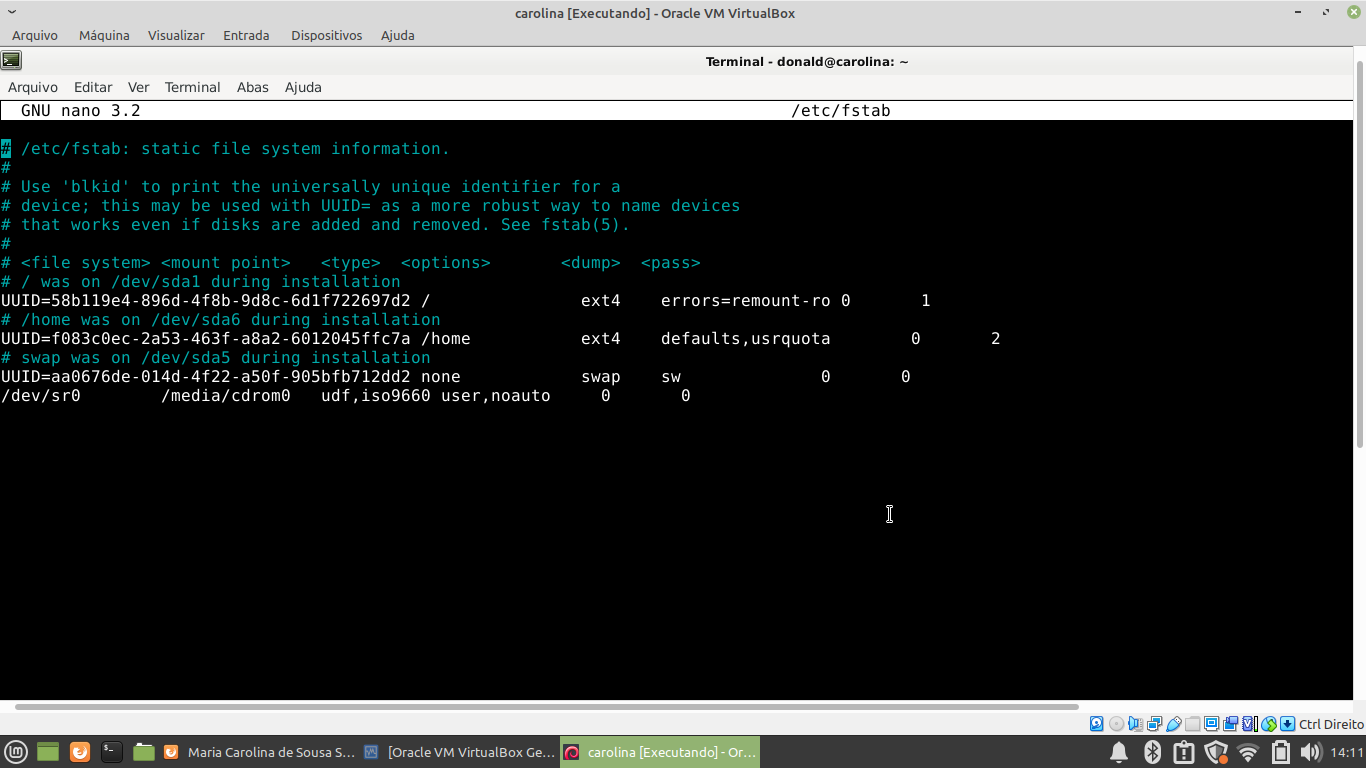 carolina [Executando] - Oracle VM VirtualBox
Arquivo Máquina Visualizar Entrada Dispositivos Ajuda
Terminal - donald@carolina: ~
Arquivo Editar Ver Terminal Abas Ajuda
GNU nano 3.2 /etc/fstab
# /etc/fstab: static file system information.
#
# Use 'blkid' to print the universally unique identifier for a
# device; this may be used with UUID= as a more robust way to name devices
# that works even if disks are added and removed. See fstab(5).
#
# <file system> <mount point>   <type>  <options>       <dump>  <pass>
# / was on /dev/sda1 during installation
UUID=58b119e4-896d-4f8b-9d8c-6d1f722697d2 /               ext4    errors=remount-ro 0       1
# /home was on /dev/sda6 during installation
UUID=f083c0ec-2a53-463f-a8a2-6012045ffc7a /home           ext4    defaults,usrquota        0       2
# swap was on /dev/sda5 during installation
UUID=aa0676de-014d-4f22-a50f-905bfb712dd2 none            swap    sw              0       0
/dev/sr0        /media/cdrom0   udf,iso9660 user,noauto     0       0
Ctrl Direito
Maria Carolina de Sousa S... [Oracle VM VirtualBox Ge... carolina [Executando] - Or... 14:11